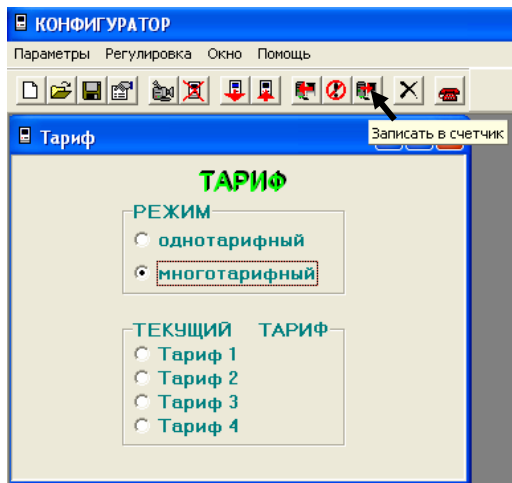 КОНФИГУРАТОР
Параметры Регулировка Окно Помощь
Записать в счетчик
Тариф
ТАРИФ
РЕЖИМ
однотарифный
многотарифный
ТЕКУЩИЙ ТАРИФ
Тариф 1
Тариф 2
Тариф 3
Тариф 4